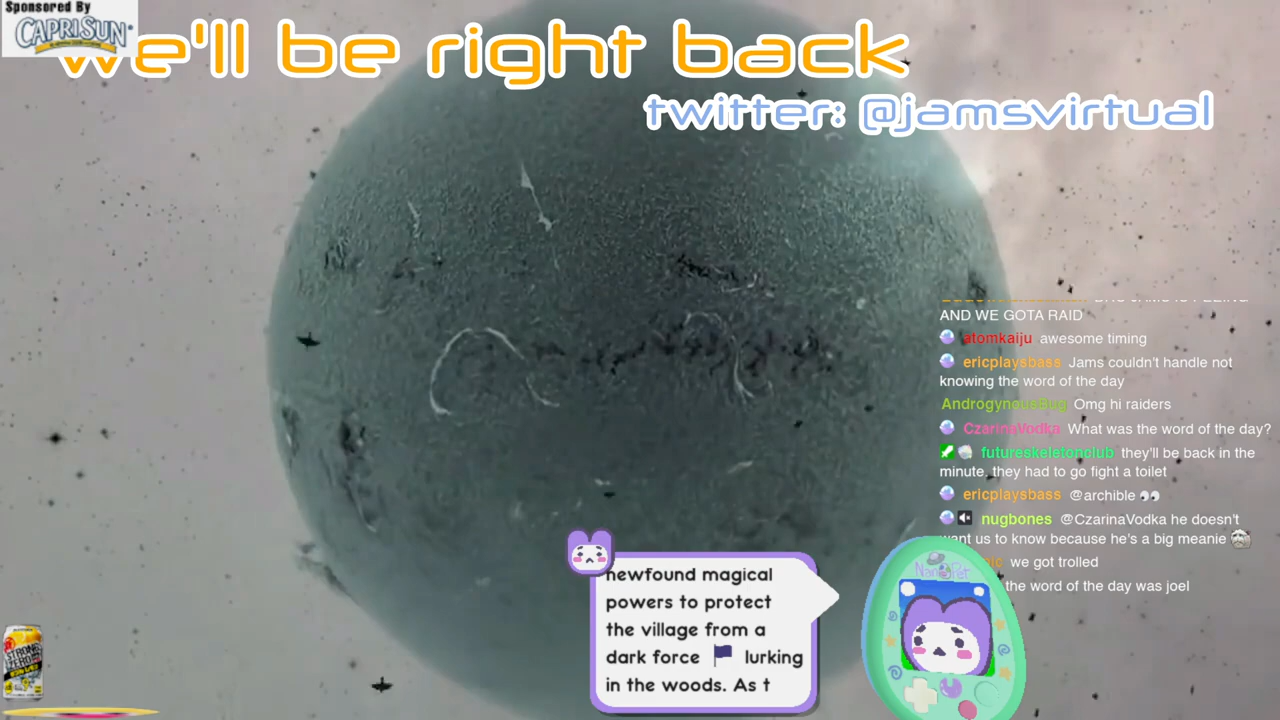 Sponsored By
CAPRISUN
we'll be right back
twitter: @jamsvirtual
AND WE GOTA RAID
atomkaiju awesome timing
ericplaysbass Jams couldn't handle not
knowing the word of the day
AndrogynousBug Omg hi raiders
CzarinaVodka What was the word of the day?
futureskeletonclub they'll be back in the
minute, they had to go fight a toilet
ericplaysbass @archible
nugbones @CzarinaVodka he doesn't
want us to know because he's a big meanie
we got trolled
the word of the day was joel
newfound magical
powers to protect
the village from a
dark force lurking
in the woods. As t
NanoPet
STRONG
ZERO